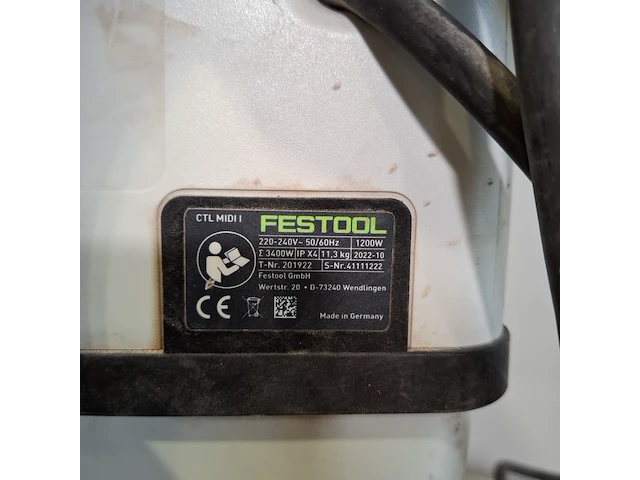 CTL MIDI I FESTOOL
220-240V~ 50/60Hz 1200W
Σ 3400W IP X4 11,3 kg 2022-10
T-Nr. 201922 S-Nr.41111222
Festool GmbH
Wertstr. 20 • D-73240 Wendlingen
CE
Made in Germany